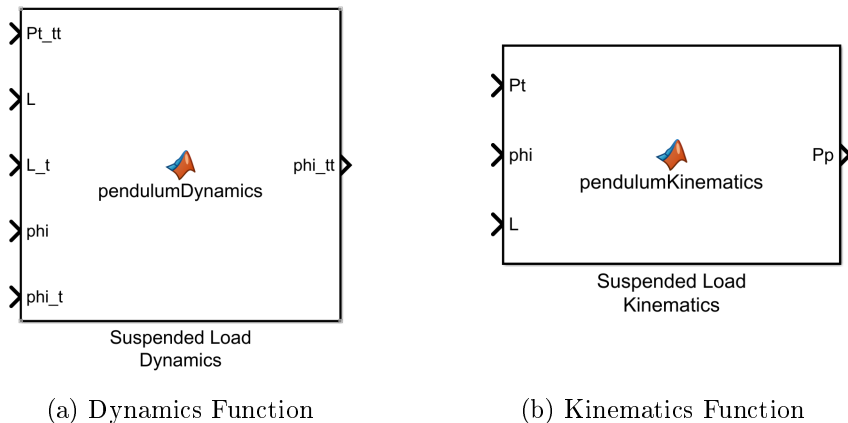 Pt_tt
L
L_t
phi
phi_t
pendulumDynamics
phi_tt
Suspended Load
Dynamics
(a) Dynamics Function
Pt
phi
L
pendulumKinematics
Pp
Suspended Load
Kinematics
(b) Kinematics Function